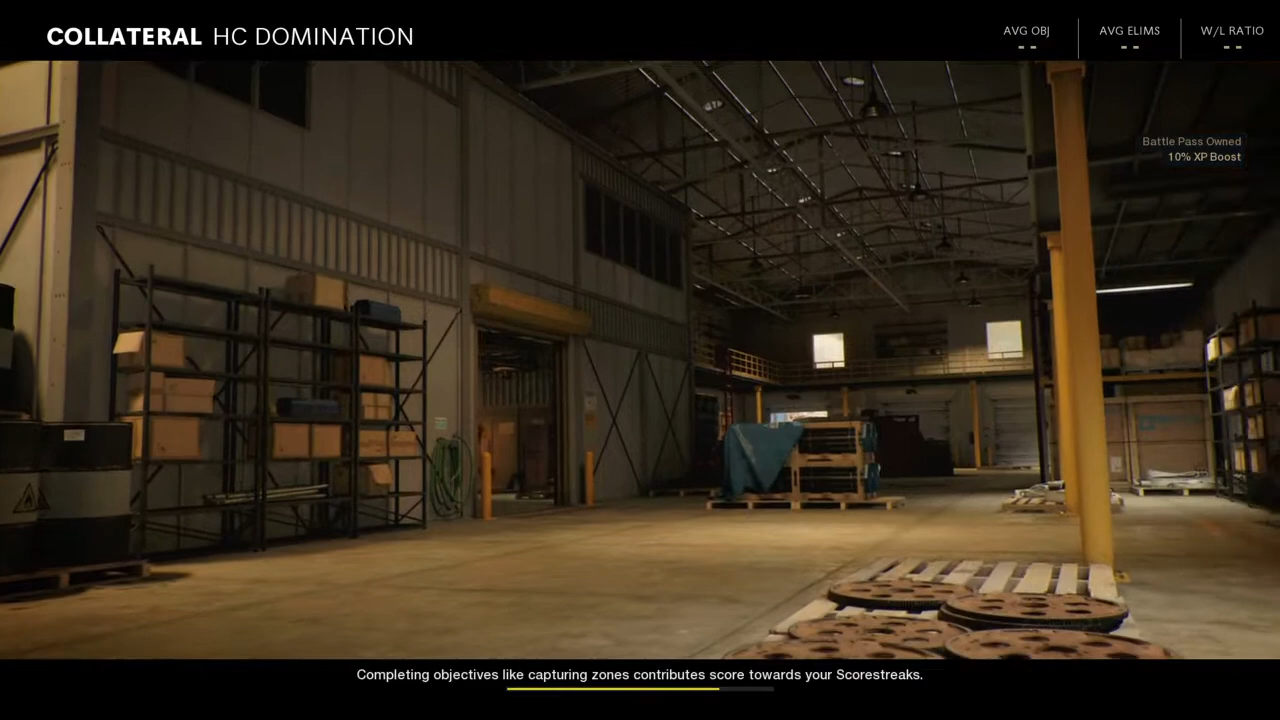 COLLATERAL HC DOMINATION
AVG OBJ
--
AVG ELIMS
--
W/L RATIO
--
Battle Pass Owned
10% XP Boost
Completing objectives like capturing zones contributes score towards your Scorestreaks.